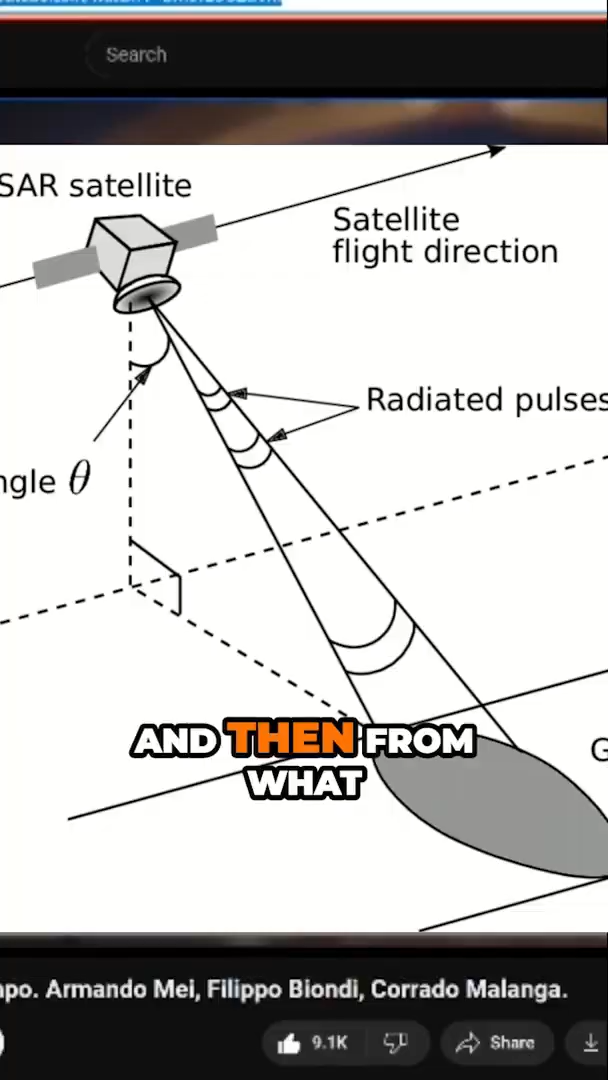 Search
SAR satellite
Satellite
flight direction
Radiated pulses
ngle θ
G
AND THEN FROM
WHAT
mpo. Armando Mei, Filippo Biondi, Corrado Malanga.
9.1K
Share